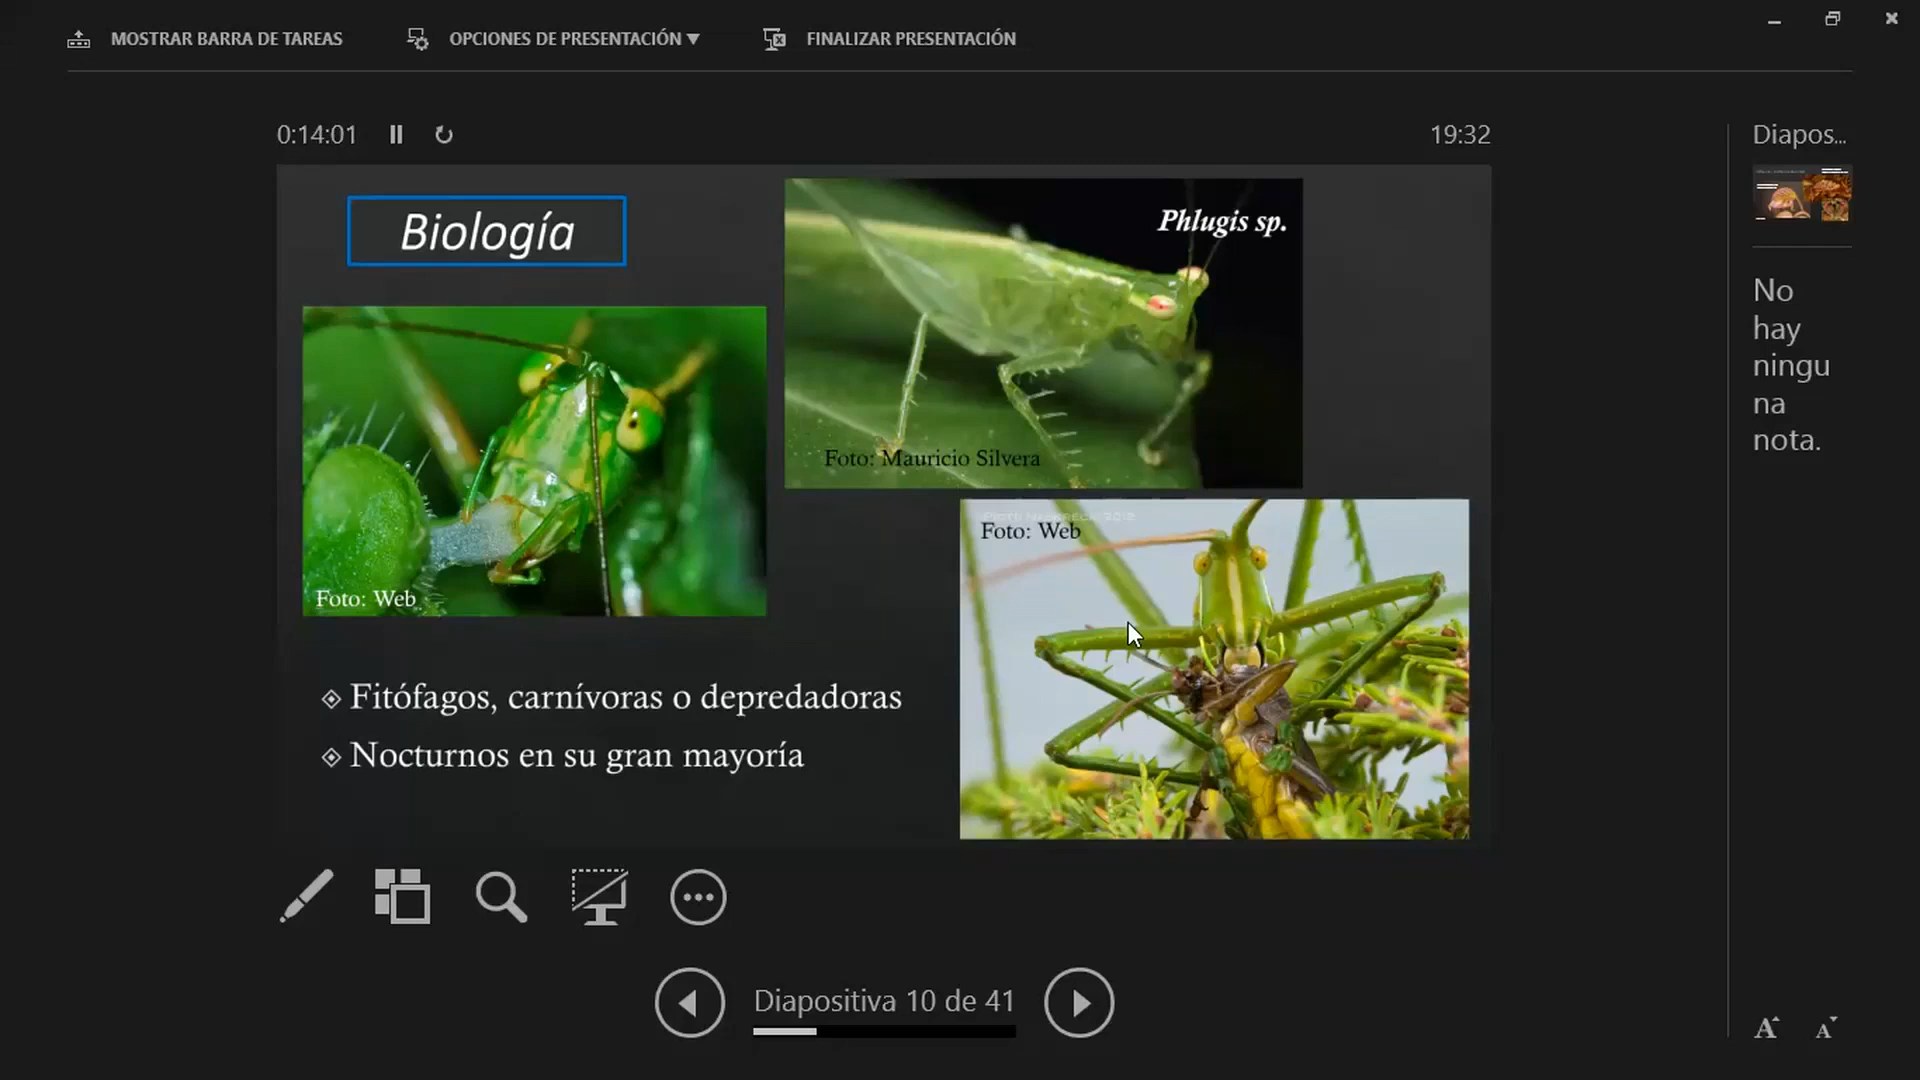 MOSTRAR BARRA DE TAREAS
OPCIONES DE PRESENTACIÓN
FINALIZAR PRESENTACIÓN
0:14:01
19:32
Diapos...
Biología
Phlugis sp.
Foto: Mauricio Silvera
Foto: Web
Foto: Web
Fitófagos, carnívoras o depredadoras
Nocturnos en su gran mayoría
No
hay
ningu
na
nota.
Diapositiva 10 de 41
A A